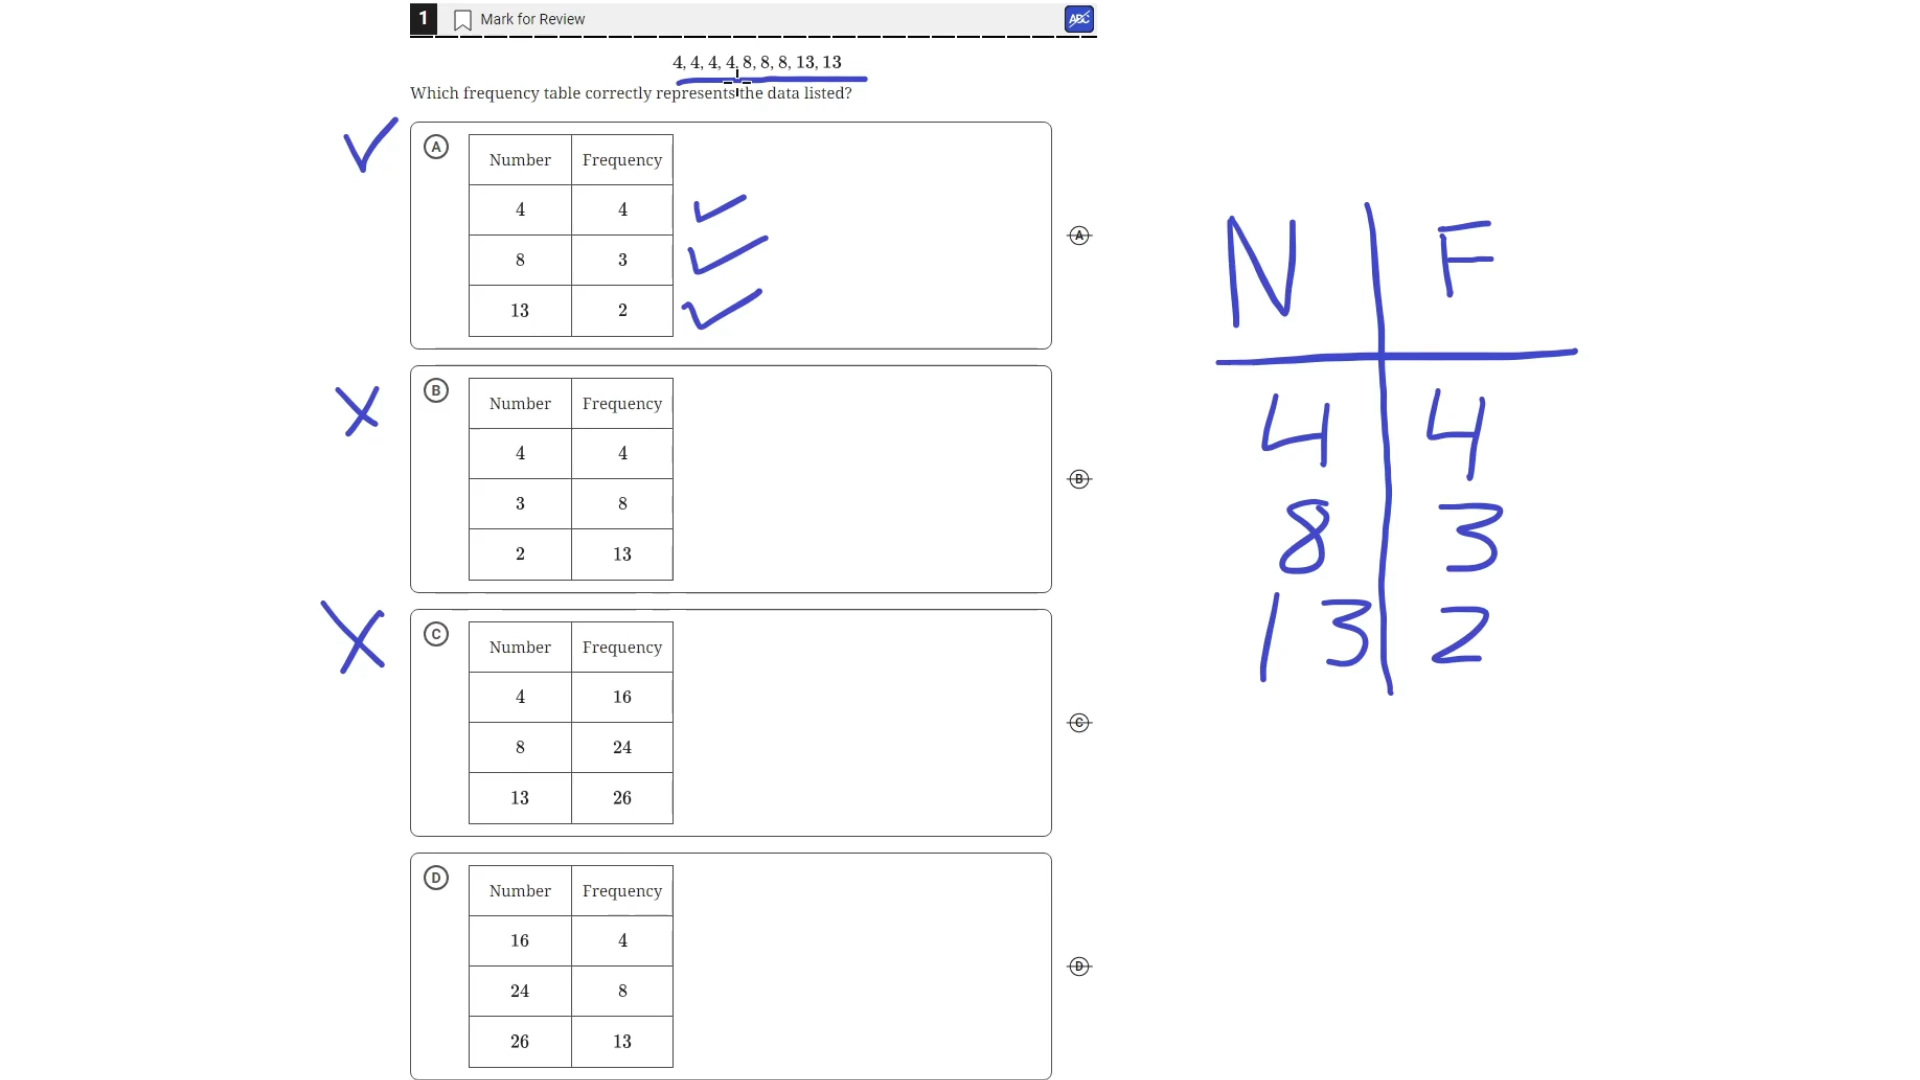 1 Mark for Review ABC
4, 4, 4, 4, 8, 8, 8, 13, 13
Which frequency table correctly represents the data listed?
A
Number Frequency
4 4
8 3
13 2
A
B
Number Frequency
4 4
3 8
2 13
B
C
Number Frequency
4 16
8 24
13 26
C
D
Number Frequency
16 4
24 8
26 13
D
N F
4 4
8 3
13 2